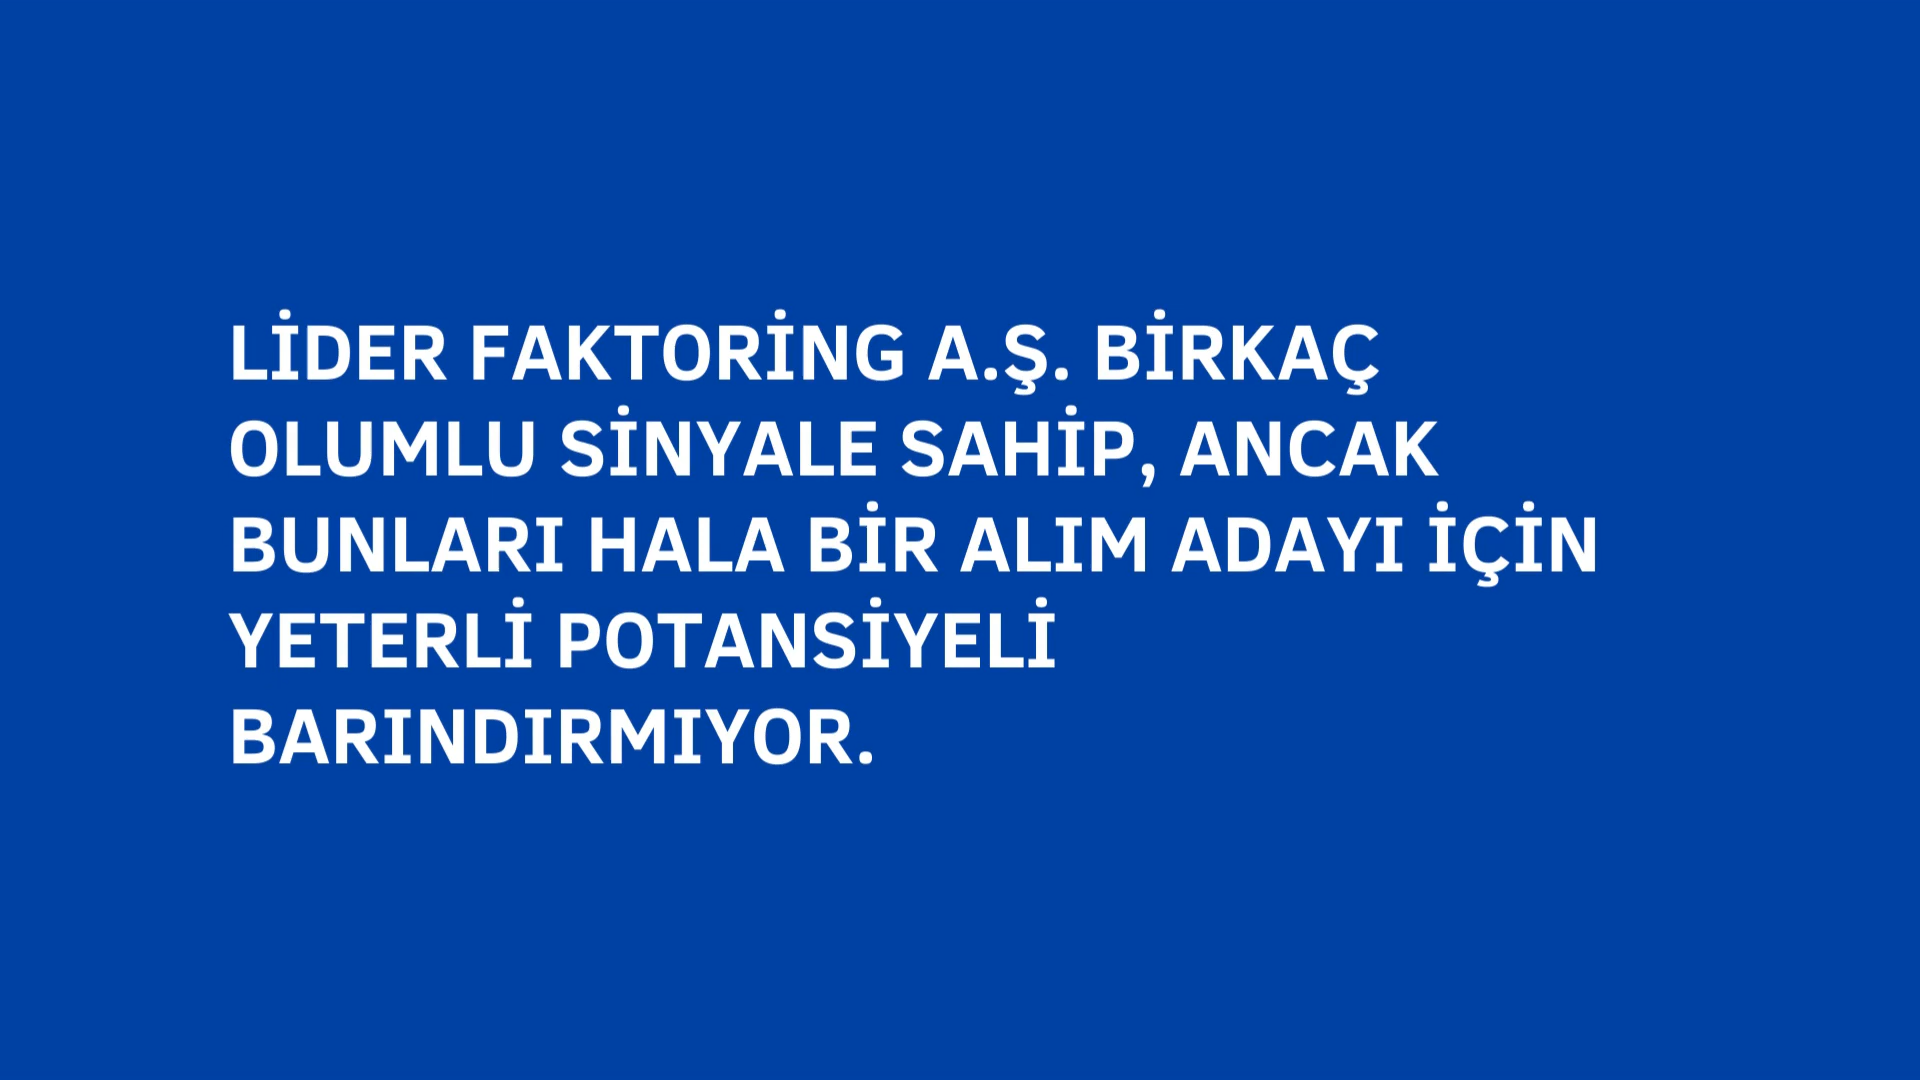 LİDER FAKTORİNG A.Ş. BİRKAÇ
OLUMLU SİNYALE SAHİP, ANCAK
BUNLARI HALA BİR ALIM ADAYI İÇİN
YETERLİ POTANSİYELİ
BARINDIRMIYOR.